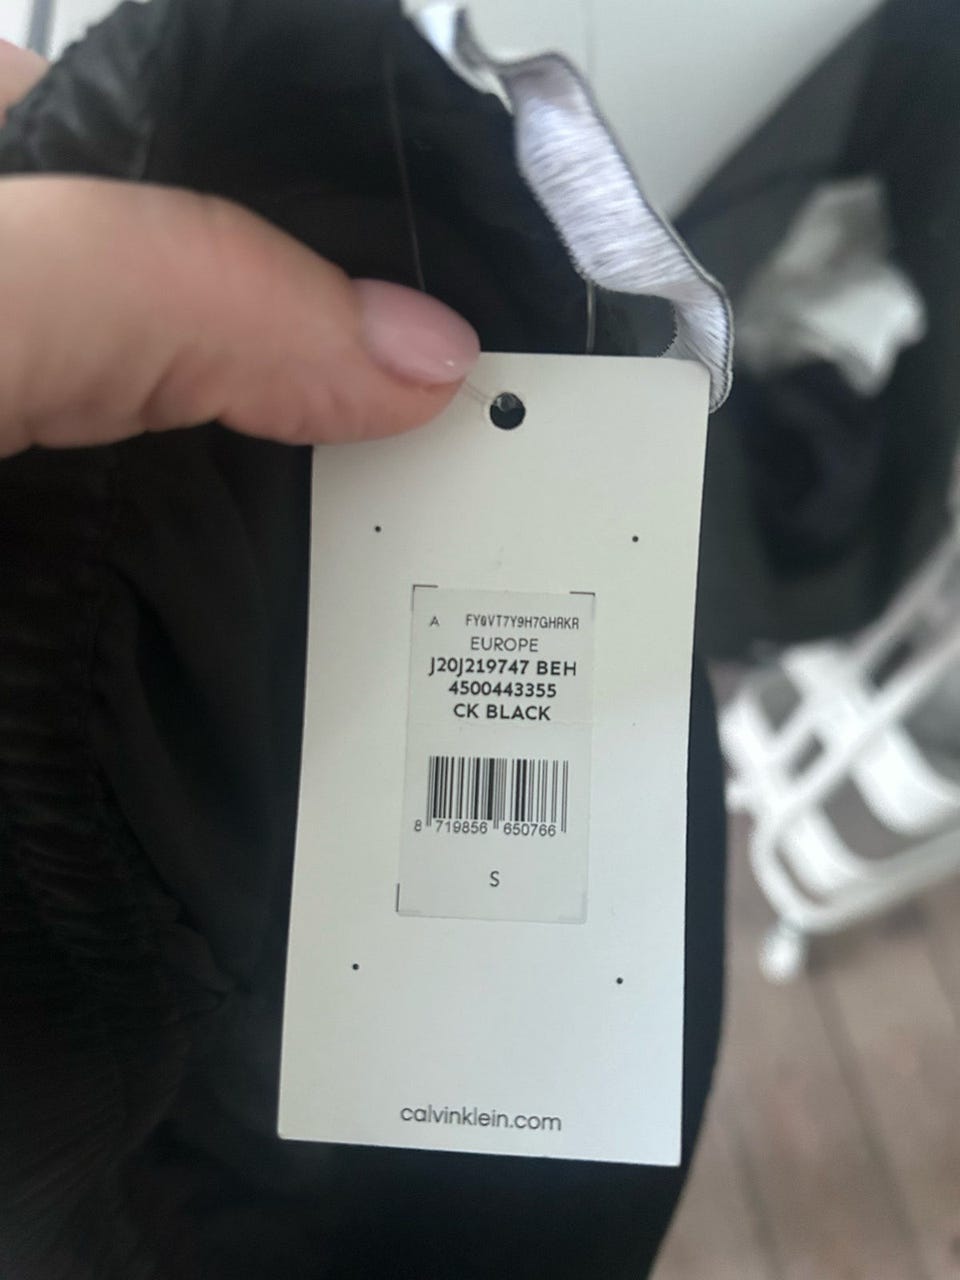 A FY0VT7Y9H7GHRKR
EUROPE
J20J219747 BEH
4500443355
CK BLACK
8 719856 650766
S
calvinklein.com